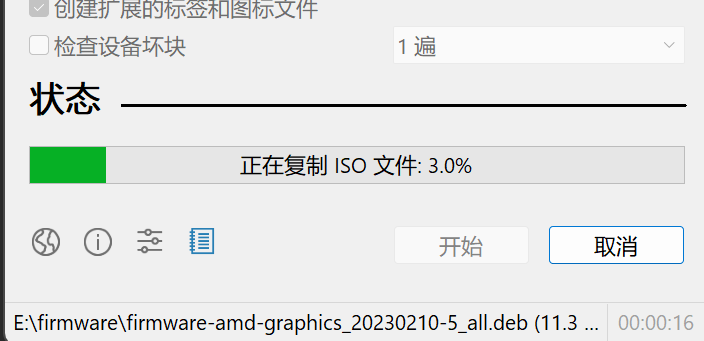 创建扩展的标签和图标文件
检查设备坏块
1 遍
状态
正在复制 ISO 文件: 3.0%
开始
取消
E:\firmware\firmware-amd-graphics_20230210-5_all.deb (11.3 ...
00:00:16